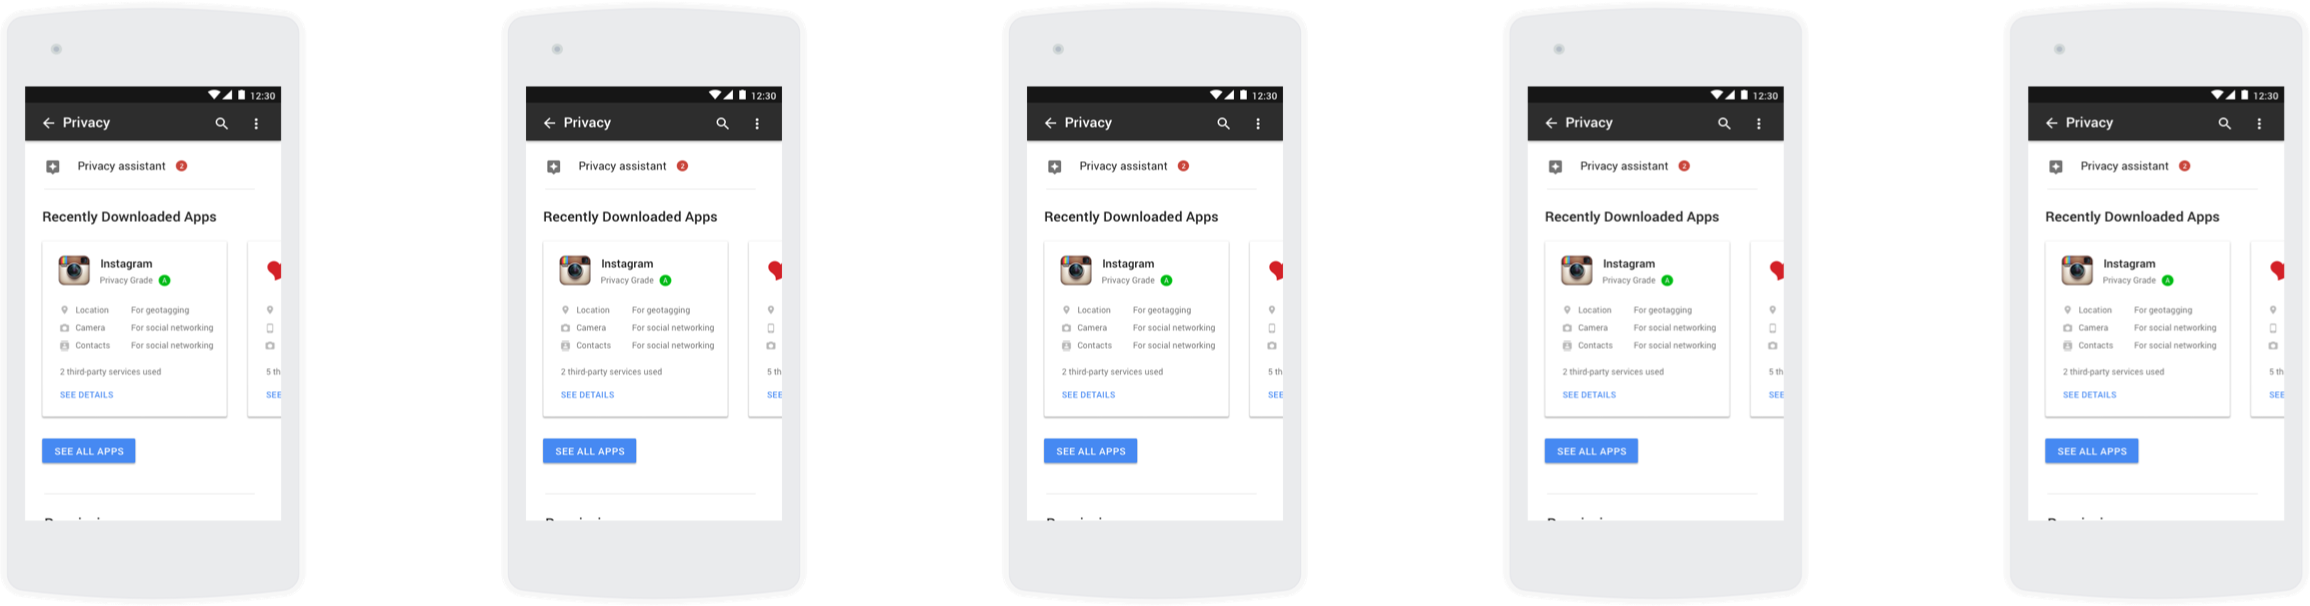 12:30
Privacy
Privacy assistant 2
Recently Downloaded Apps
Instagram
Privacy Grade A
Location For geotagging
Camera For social networking
Contacts For social networking
2 third-party services used 5 th
SEE DETAILS SEE
SEE ALL APPS
12:30
Privacy
Privacy assistant 2
Recently Downloaded Apps
Instagram
Privacy Grade A
Location For geotagging
Camera For social networking
Contacts For social networking
2 third-party services used 5 th
SEE DETAILS SEE
SEE ALL APPS
12:30
Privacy
Privacy assistant 2
Recently Downloaded Apps
Instagram
Privacy Grade A
Location For geotagging
Camera For social networking
Contacts For social networking
2 third-party services used 5 th
SEE DETAILS SEE
SEE ALL APPS
12:30
Privacy
Privacy assistant 2
Recently Downloaded Apps
Instagram
Privacy Grade A
Location For geotagging
Camera For social networking
Contacts For social networking
2 third-party services used 5 th
SEE DETAILS SEE
SEE ALL APPS
12:30
Privacy
Privacy assistant 2
Recently Downloaded Apps
Instagram
Privacy Grade A
Location For geotagging
Camera For social networking
Contacts For social networking
2 third-party services used 5 th
SEE DETAILS SEE
SEE ALL APPS